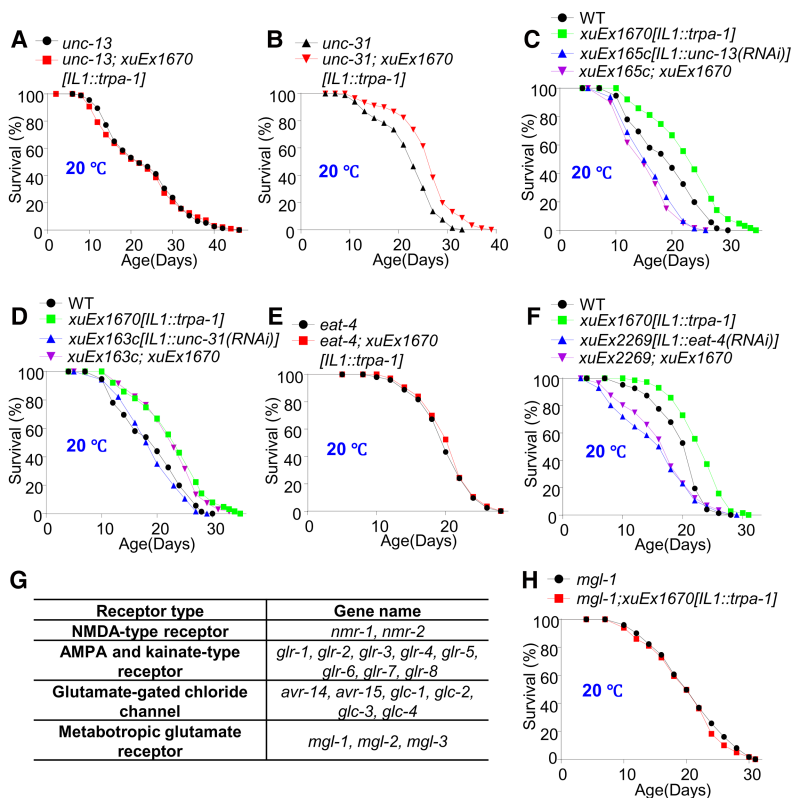 A
unc-13
unc-13; xuEx1670
[IL1::trpa-1]
Survival (%)
100
80
60
40
20
0
20 °C
0 10 20 30 40
Age(Days)
B
unc-31
unc-31; xuEx1670
[IL1::trpa-1]
Survival (%)
100
80
60
40
20
0
20 °C
0 10 20 30 40
Age(Days)
C
WT
xuEx1670[IL1::trpa-1]
xuEx165c[IL1::unc-13(RNAi)]
xuEx165c; xuEx1670
Survival (%)
100
80
60
40
20
0
20 °C
0 10 20 30
Age(Days)
D
WT
xuEx1670[IL1::trpa-1]
xuEx163c[IL1::unc-31(RNAi)]
xuEx163c; xuEx1670
Survival (%)
100
80
60
40
20
0
20 °C
0 10 20 30
Age(Days)
E
eat-4
eat-4; xuEx1670
[IL1::trpa-1]
Survival (%)
100
80
60
40
20
0
20 °C
0 10 20
Age(Days)
F
WT
xuEx1670[IL1::trpa-1]
xuEx2269[IL1::eat-4(RNAi)]
xuEx2269; xuEx1670
Survival (%)
100
80
60
40
20
0
20 °C
0 10 20 30
Age(Days)
G
Receptor type Gene name
NMDA-type receptor nmr-1, nmr-2
AMPA and kainate-type receptor glr-1, glr-2, glr-3, glr-4, glr-5,
glr-6, glr-7, glr-8
Glutamate-gated chloride channel avr-14, avr-15, glc-1, glc-2,
glc-3, glc-4
Metabotropic glutamate
receptor mgl-1, mgl-2, mgl-3
H
mgl-1
mgl-1;xuEx1670[IL1::trpa-1]
Survival (%)
100
80
60
40
20
0
20 °C
0 10 20 30
Age(Days)